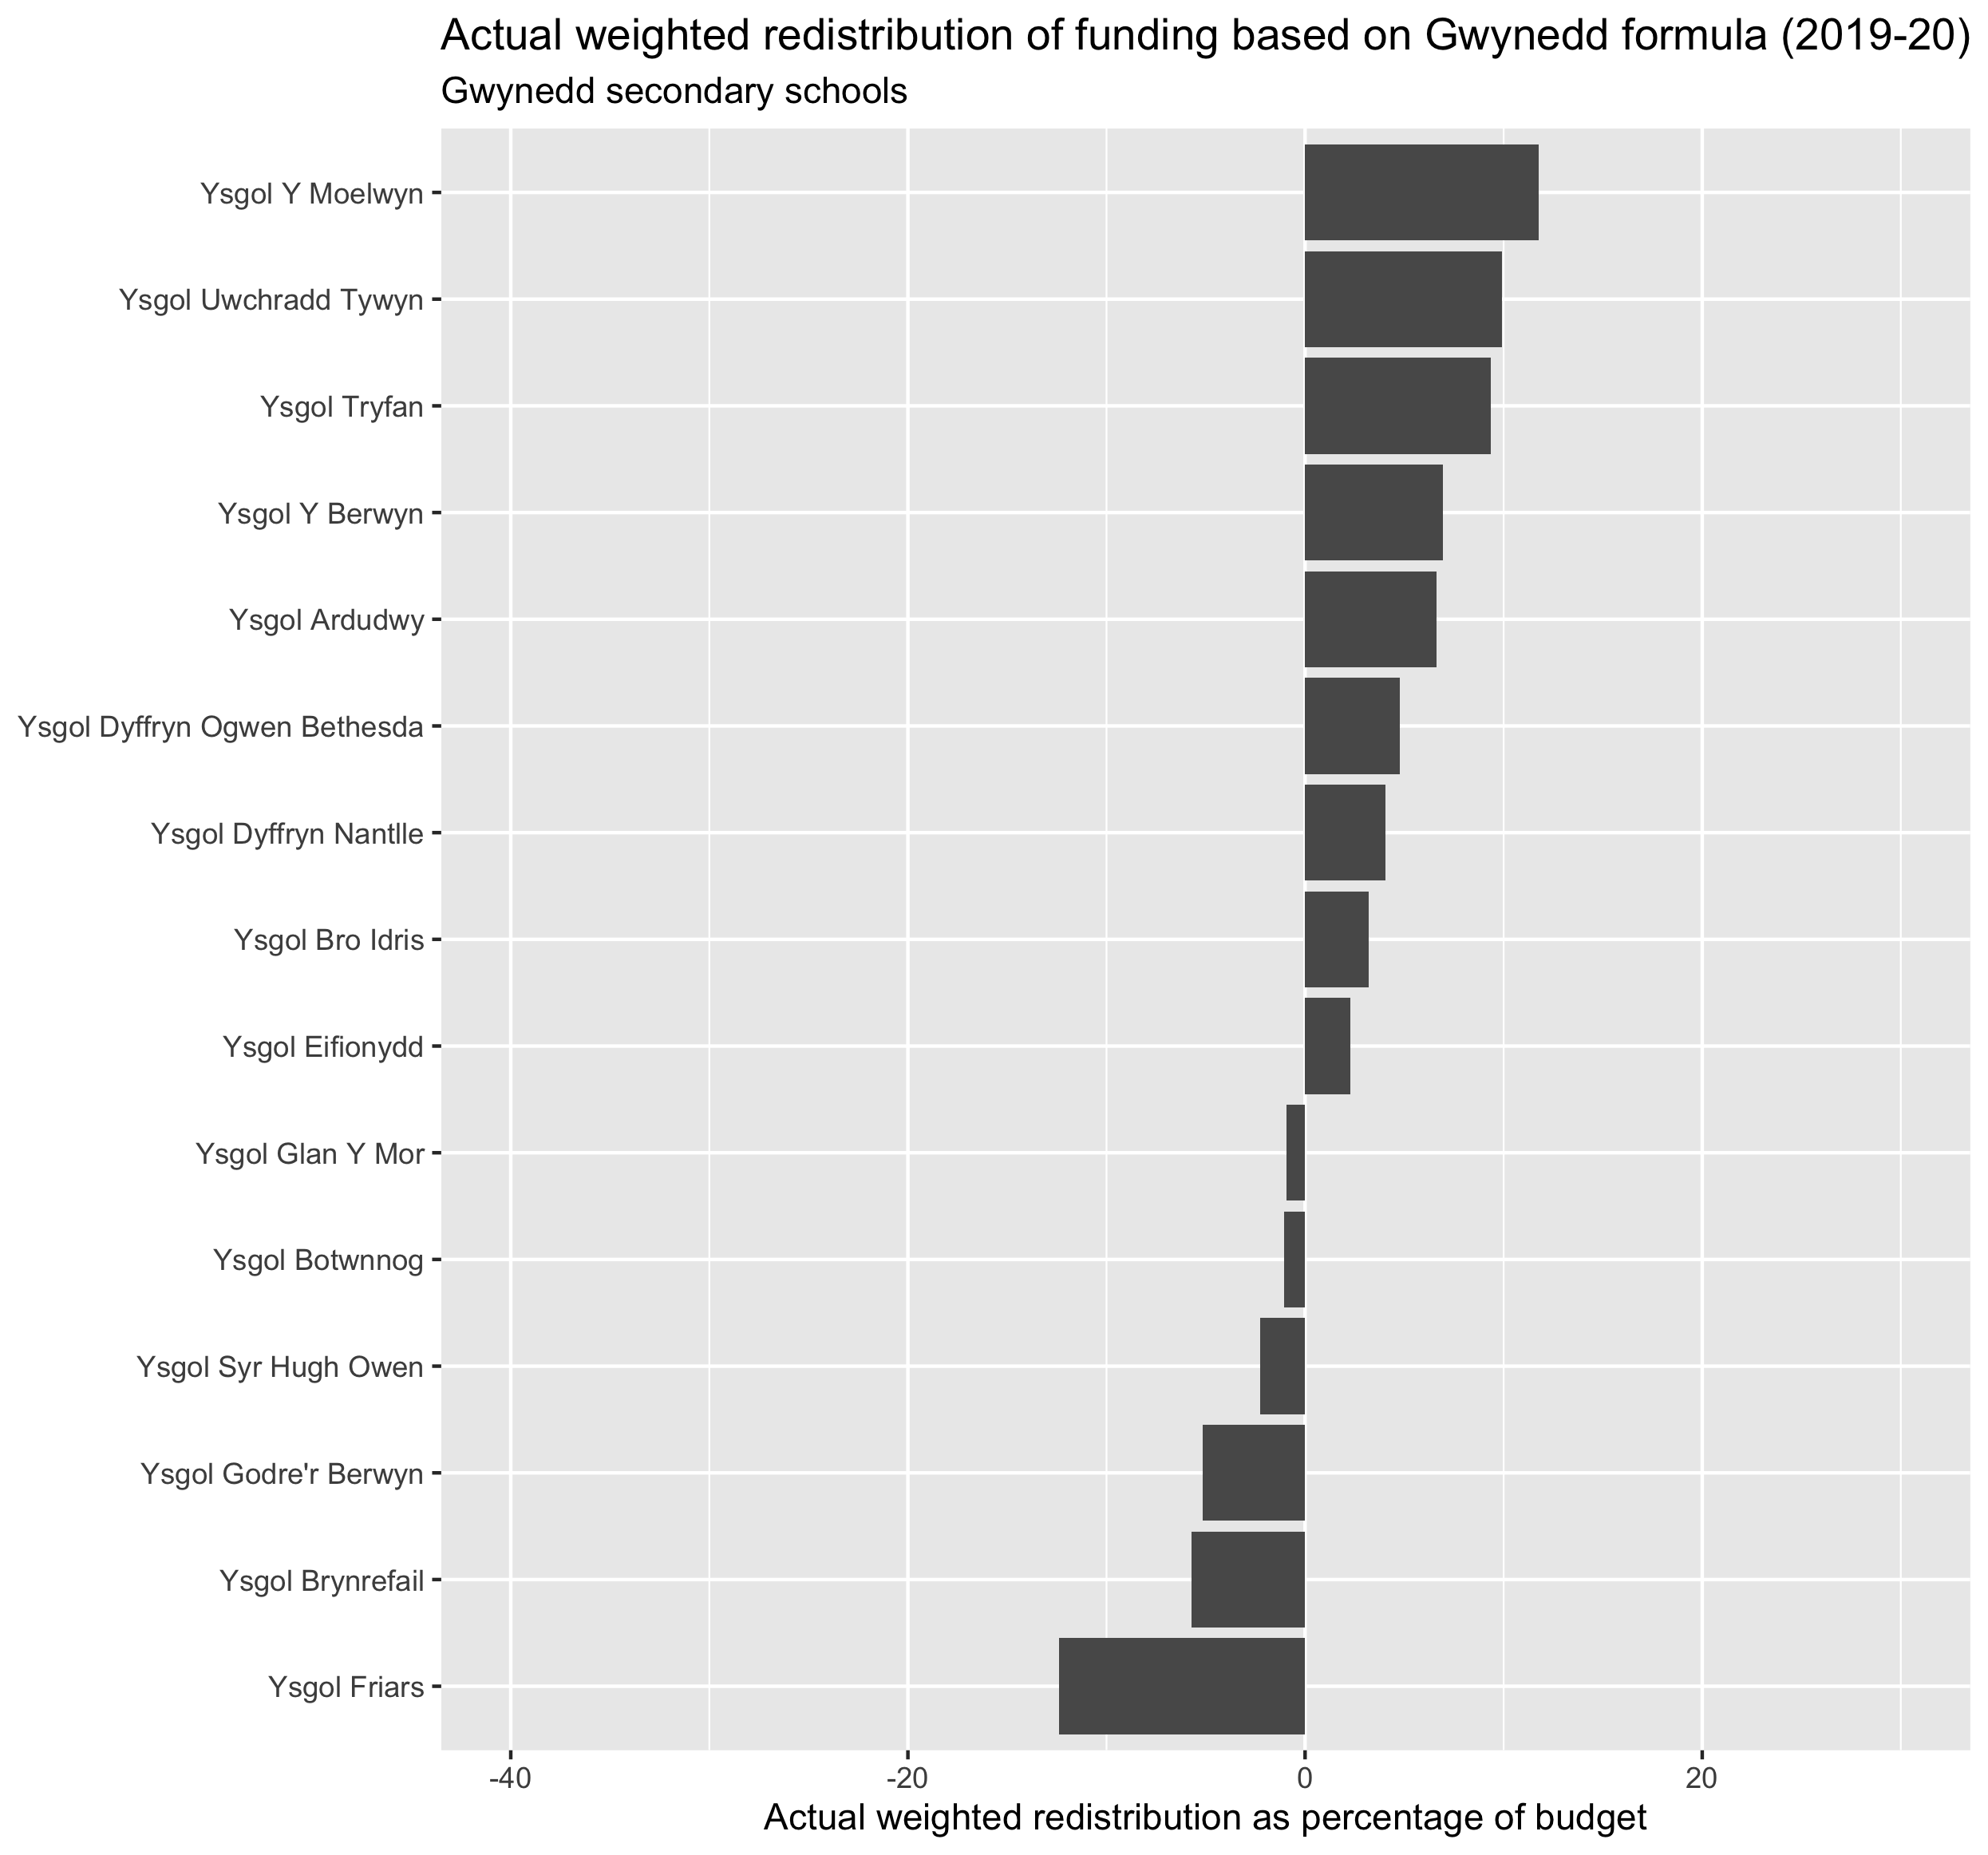 Actual weighted redistribution of funding based on Gwynedd formula (2019-20)
Gwynedd secondary schools
Ysgol Y Moelwyn
Ysgol Uwchradd Tywyn
Ysgol Tryfan
Ysgol Y Berwyn
Ysgol Ardudwy
Ysgol Dyffryn Ogwen Bethesda
Ysgol Dyffryn Nantlle
Ysgol Bro Idris
Ysgol Eifionydd
Ysgol Glan Y Mor
Ysgol Botwnnog
Ysgol Syr Hugh Owen
Ysgol Godre'r Berwyn
Ysgol Brynrefail
Ysgol Friars
-40 -20 0 20
Actual weighted redistribution as percentage of budget